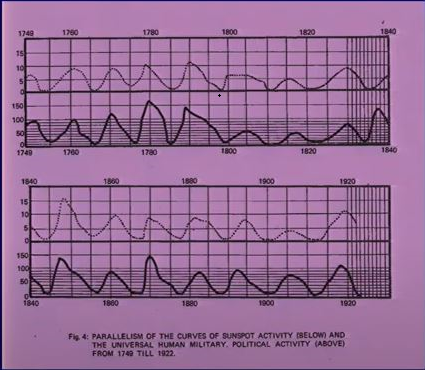 1749 1760 1780 1800 1820 1840
15
10
5
0
150
100
50
0
1749 1760 1780 1800 1820 1840
1840 1861 1880 1900 1920
15
10
5
0
150
100
50
0
1840 1861 1880 1900 1920
Fig. 4: PARALLELISM OF THE CURVES OF SUNSPOT ACTIVITY (BELOW) AND
THE UNIVERSAL HUMAN MILITARY, POLITICAL ACTIVITY (ABOVE)
FROM 1749 TILL 1922.